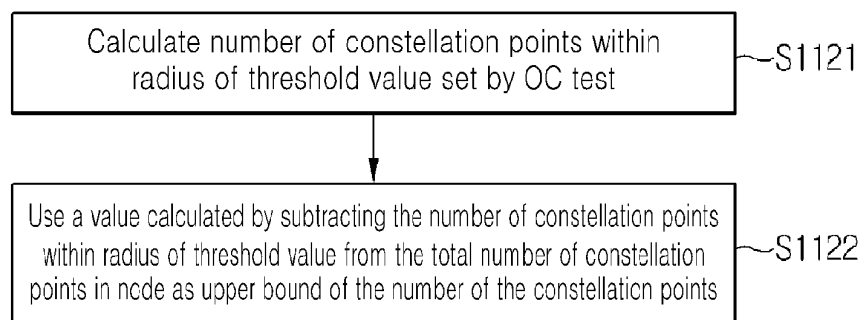 Calculate number of constellation points within
radius of threshold value set by OC test
S1121
Use a value calculated by subtracting the number of constellation points
within radius of threshold value from the total number of constellation
points in node as upper bound of the number of the constellation points
S1122